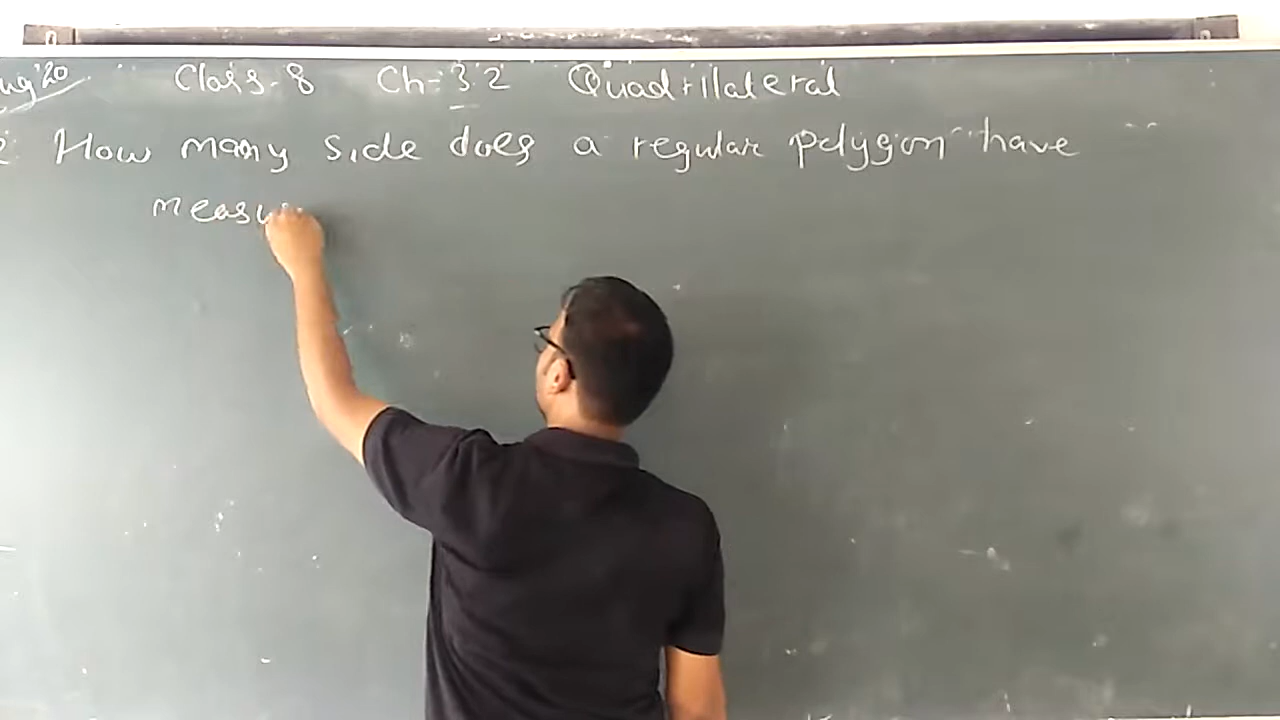 ug'20 Class-8 Ch-3.2 Quadrilateral
How many side does a regular polygon have
measu